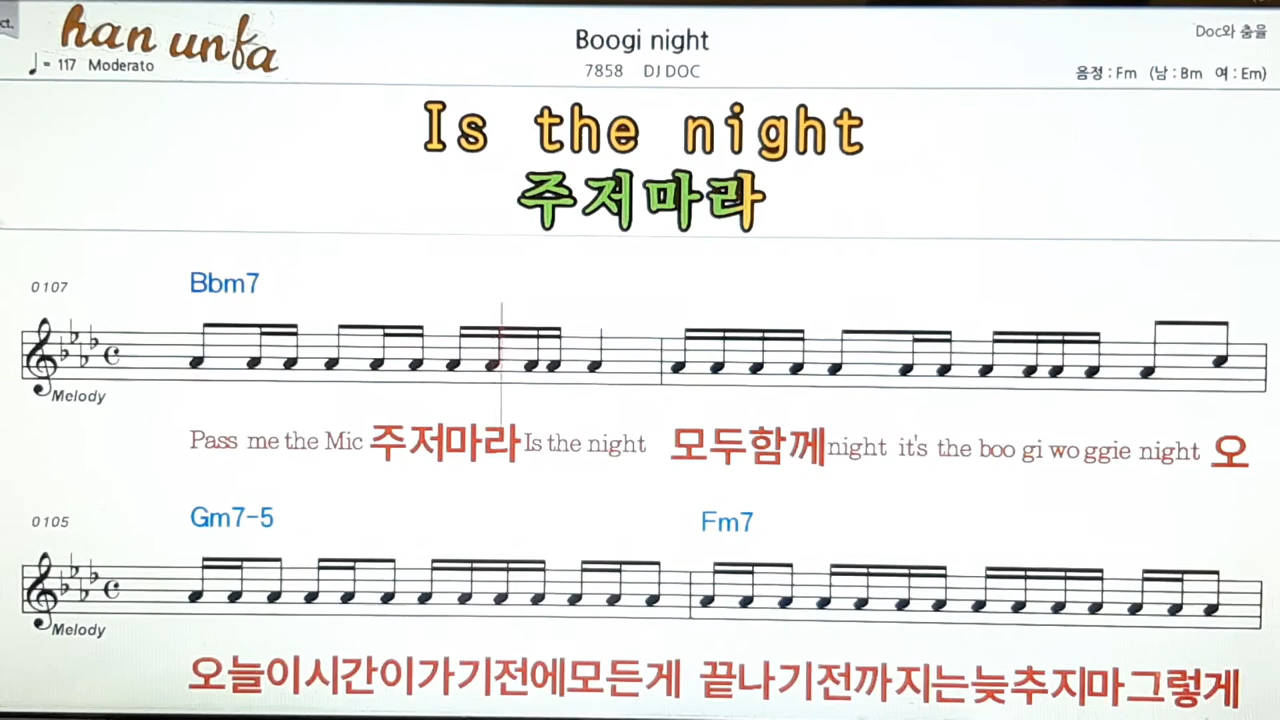 ct.
han unfa
♩= 117 Moderato
Boogi night
7858 DJ DOC
Doc와 춤을
음정 : Fm (남 : Bm 여 : Em)
Is the night
주저마라
0107
Bbm7
Melody
Pass me the Mic 주저마라 Is the night 모두함께 night it's the boo gi wo ggie night 오
0105
Gm7-5 Fm7
Melody
오늘이시간이가기전에모든게 끝나기전까지는늦추지마그렇게